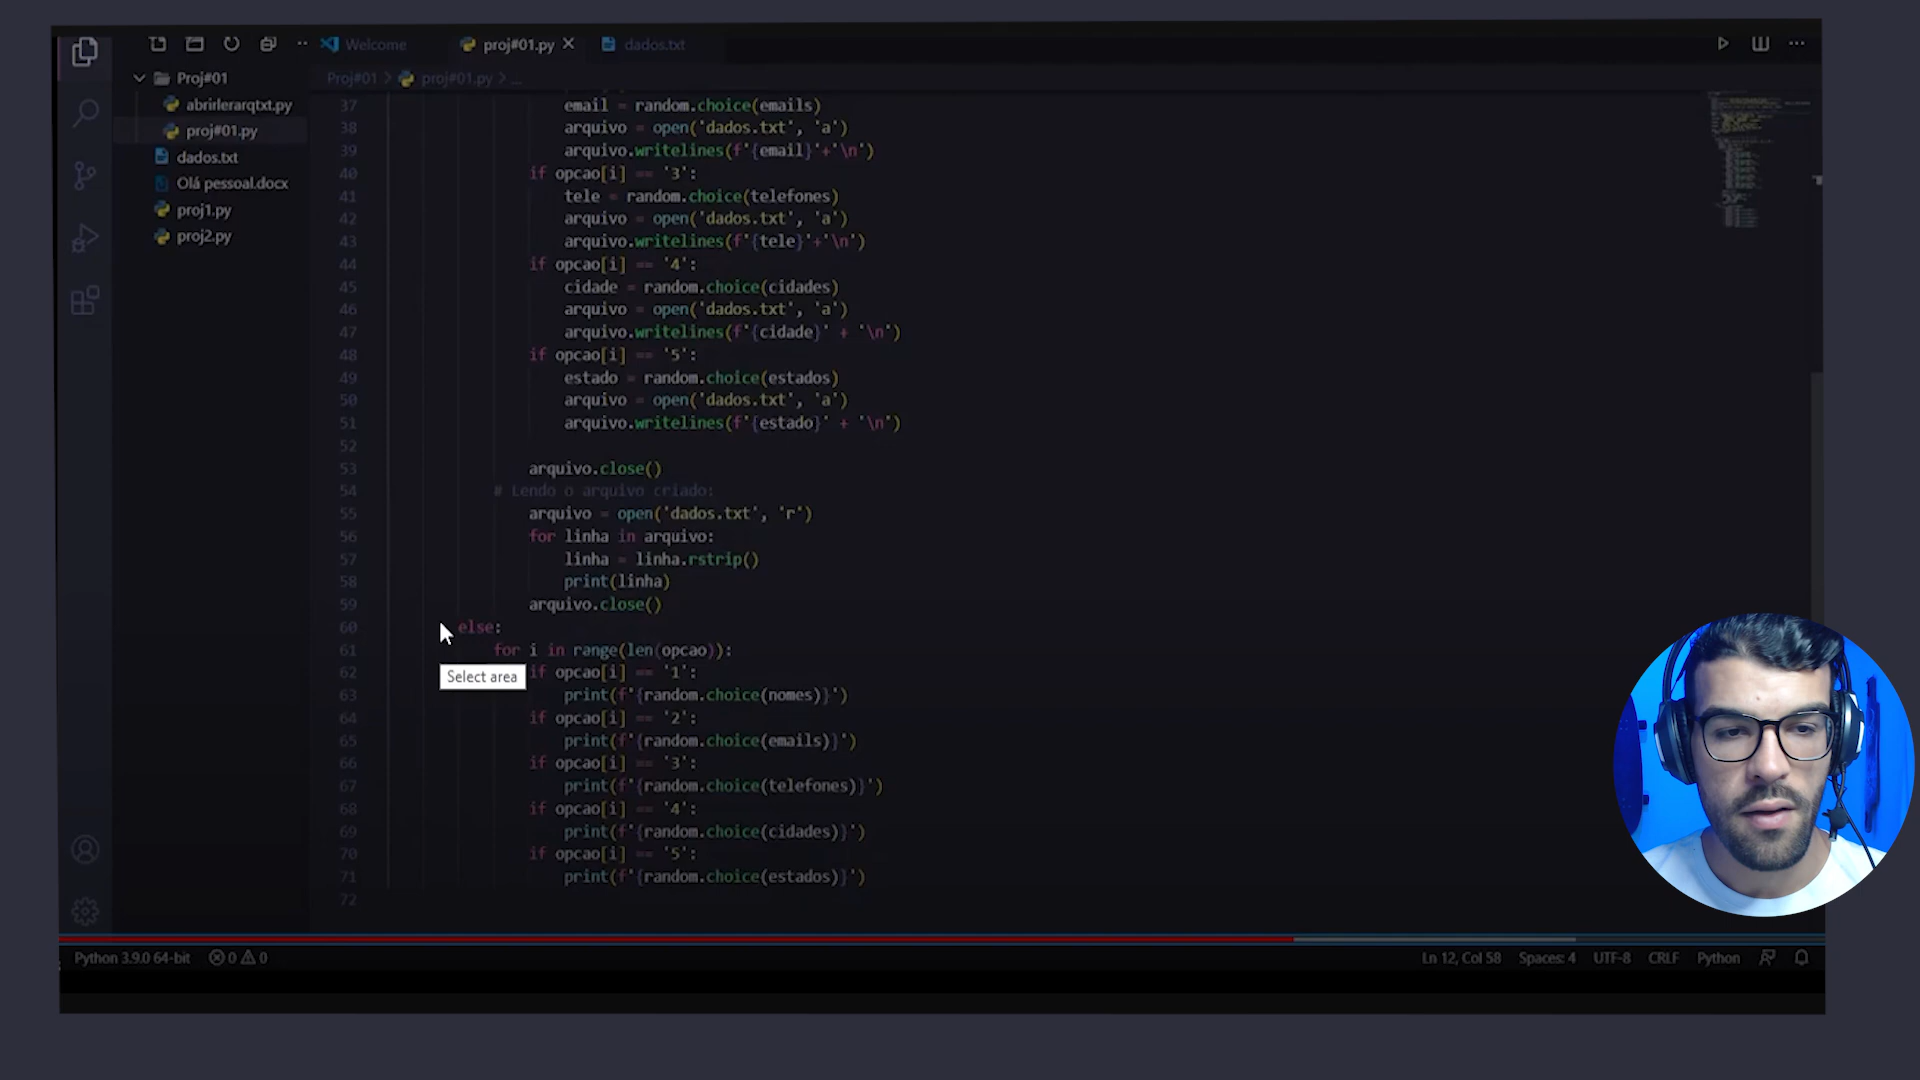 Welcome
proj#01.py
dados.txt
Proj#01
Proj#01 > proj#01.py > ...
abrirlerarqtxt.py
proj#01.py
dados.txt
Olá pessoal.docx
proj1.py
proj2.py
37 email = random.choice(emails)
38 arquivo = open('dados.txt', 'a')
39 arquivo.writelines(f'{email}'+'\n')
40 if opcao[i] == '3':
41 tele = random.choice(telefones)
42 arquivo = open('dados.txt', 'a')
43 arquivo.writelines(f'{tele}'+'\n')
44 if opcao[i] == '4':
45 cidade = random.choice(cidades)
46 arquivo = open('dados.txt', 'a')
47 arquivo.writelines(f'{cidade}' + '\n')
48 if opcao[i] == '5':
49 estado = random.choice(estados)
50 arquivo = open('dados.txt', 'a')
51 arquivo.writelines(f'{estado}' + '\n')
52
53 arquivo.close()
54 # Lendo o arquivo criado:
55 arquivo = open('dados.txt', 'r')
56 for linha in arquivo:
57 linha = linha.rstrip()
58 print(linha)
59 arquivo.close()
60 else:
61 for i in range(len(opcao)):
62 if opcao[i] == '1':
63 print(f'{random.choice(nomes)}')
64 if opcao[i] == '2':
65 print(f'{random.choice(emails)}')
66 if opcao[i] == '3':
67 print(f'{random.choice(telefones)}')
68 if opcao[i] == '4':
69 print(f'{random.choice(cidades)}')
70 if opcao[i] == '5':
71 print(f'{random.choice(estados)}')
72
Select area
Python 3.9.0 64-bit
0 0
Ln 12, Col 58
Spaces: 4
UTF-8
CRLF
Python